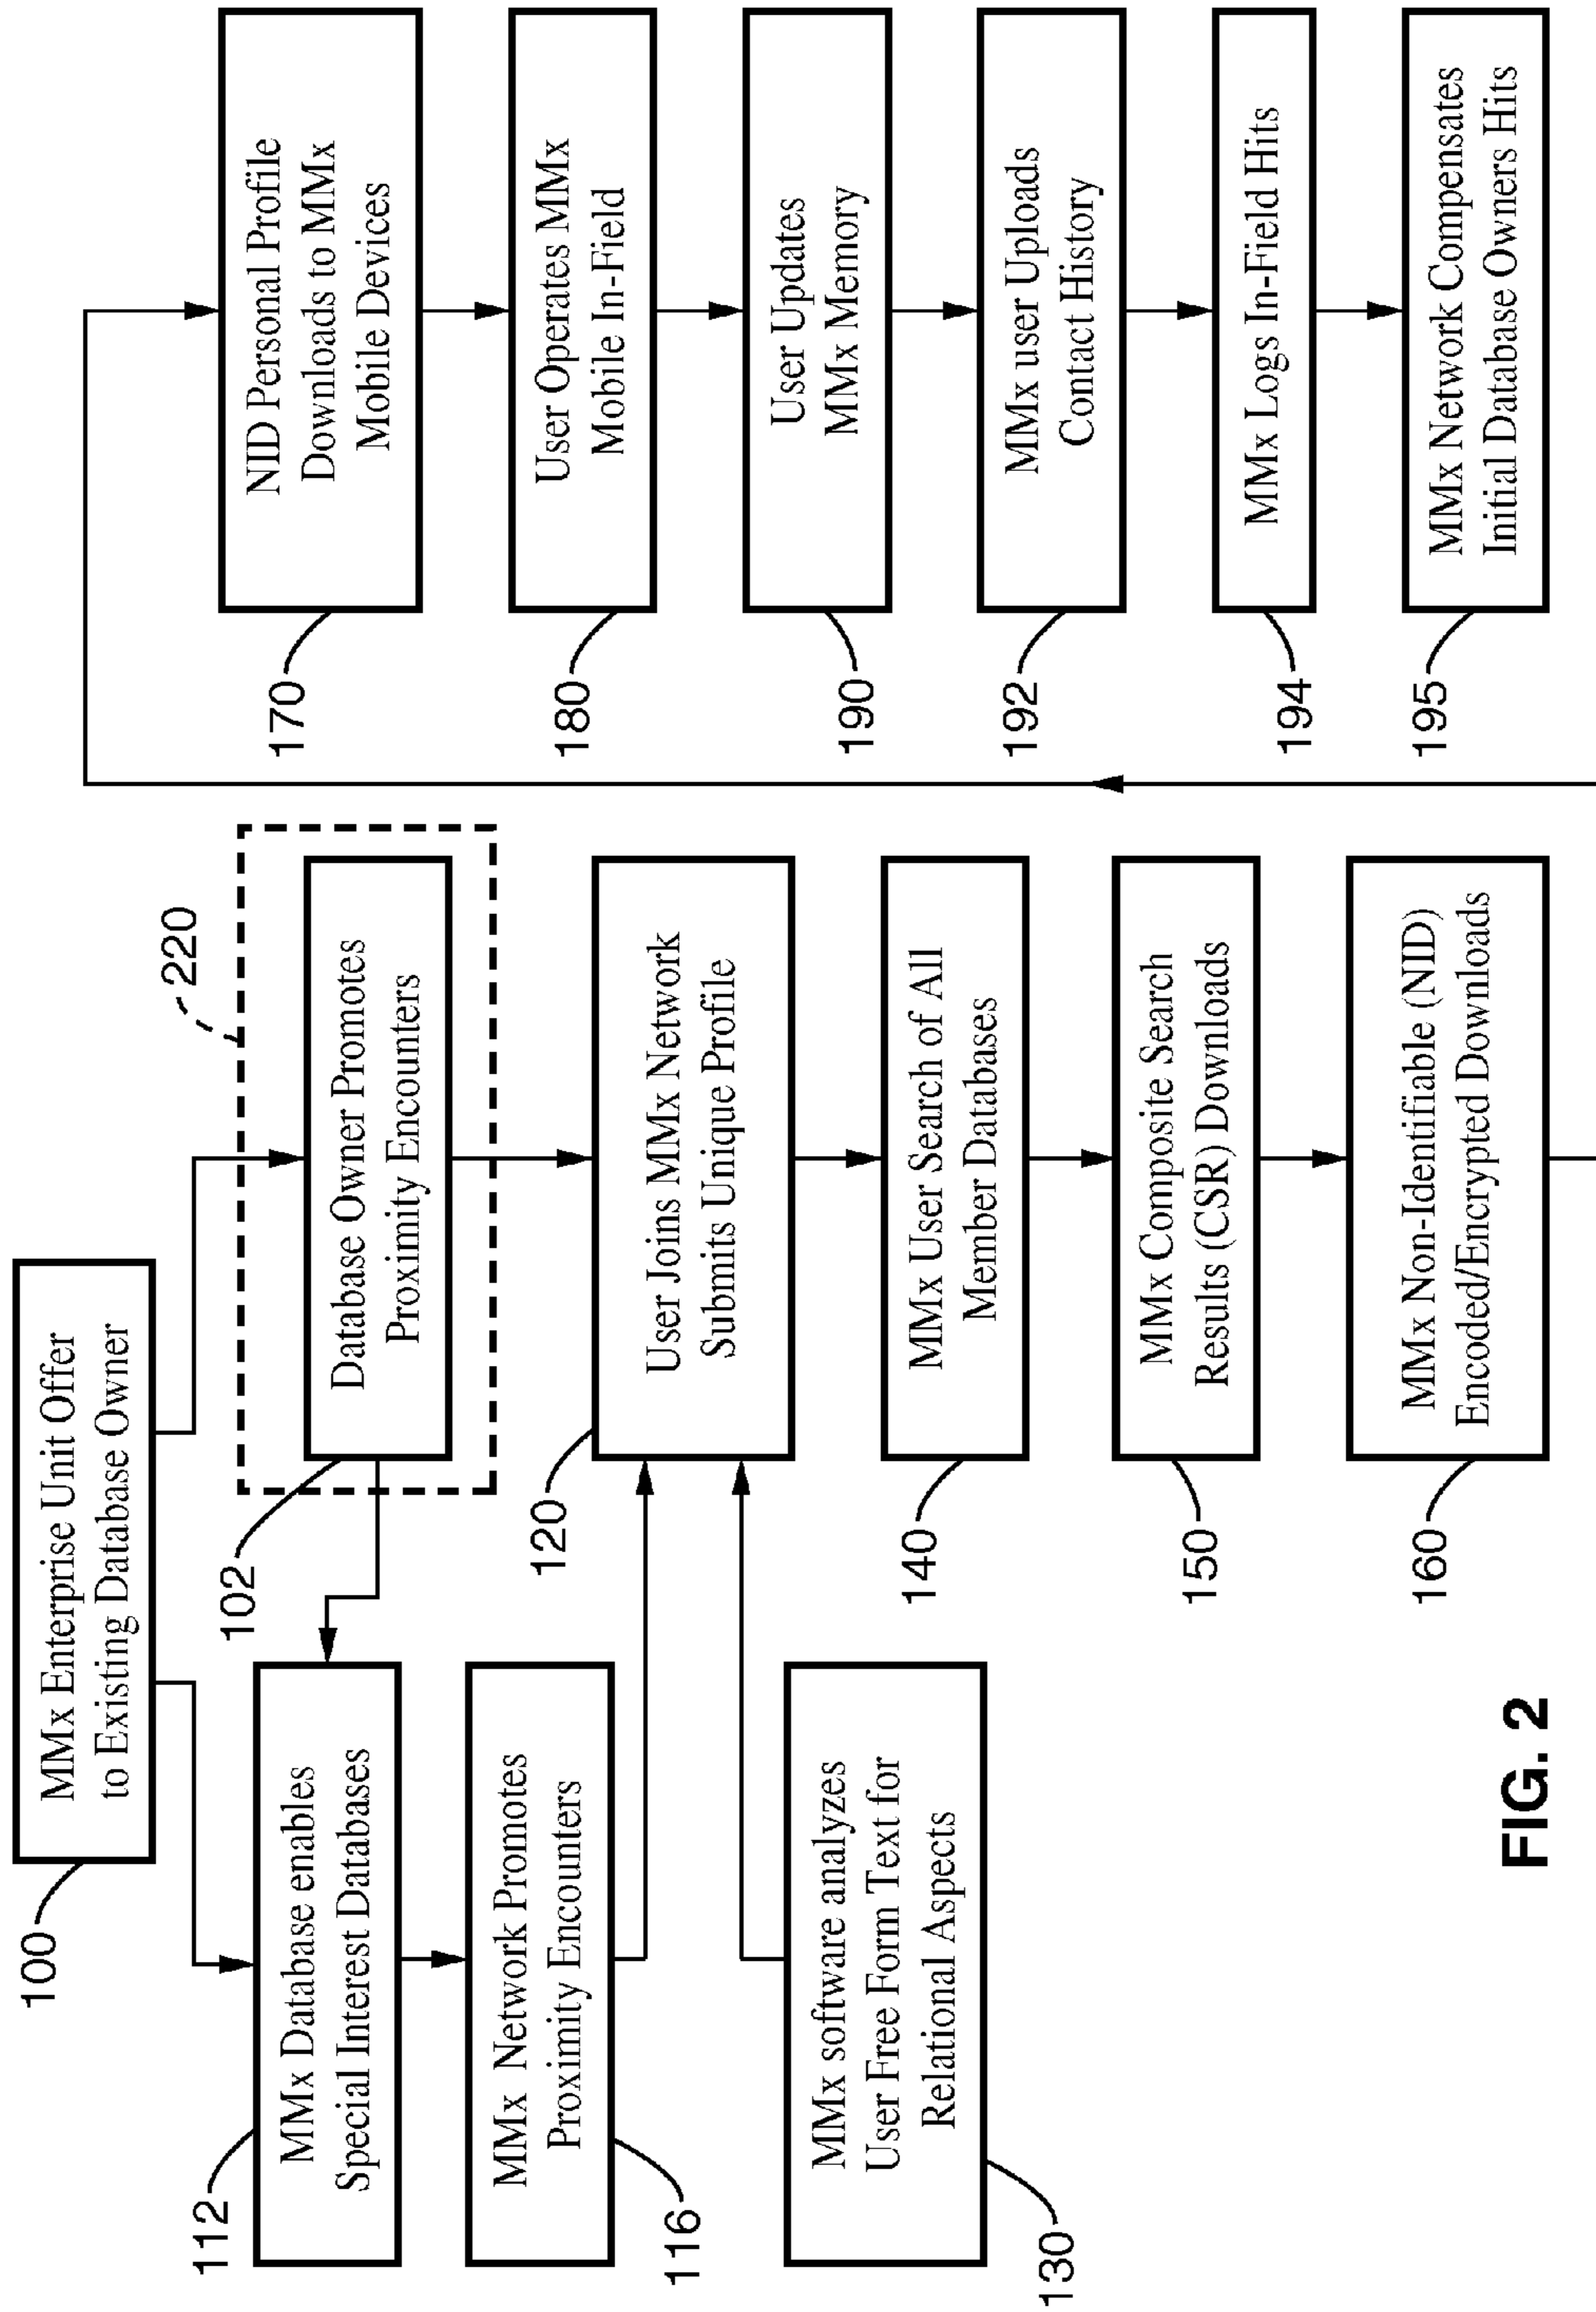 100
MMx Enterprise Unit Offer
to Existing Database Owner
112
MMx Database enables
Special Interest Databases
116
MMx Network Promotes
Proximity Encounters
130
MMx software analyzes
User Free Form Text for
Relational Aspects
220
102
Database Owner Promotes
Proximity Encounters
120
User Joins MMx Network
Submits Unique Profile
140
MMx User Search of All
Member Databases
150
MMx Composite Search
Results (CSR) Downloads
160
MMx Non-Identifiable (NID)
Encoded/Encrypted Downloads
170
NID Personal Profile
Downloads to MMx
Mobile Devices
180
User Operates MMx
Mobile In-Field
190
User Updates
MMx Memory
192
MMx user Uploads
Contact History
194
MMx Logs In-Field Hits
195
MMx Network Compensates
Initial Database Owners Hits
FIG. 2